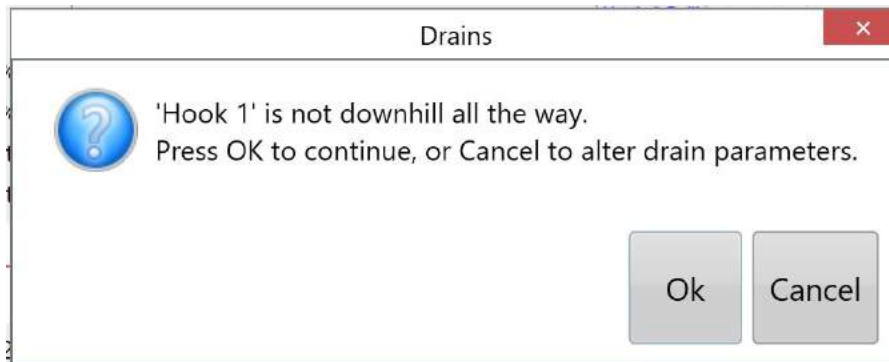 Drains
'Hook 1' is not downhill all the way.
Press OK to continue, or Cancel to alter drain parameters.
Ok
Cancel